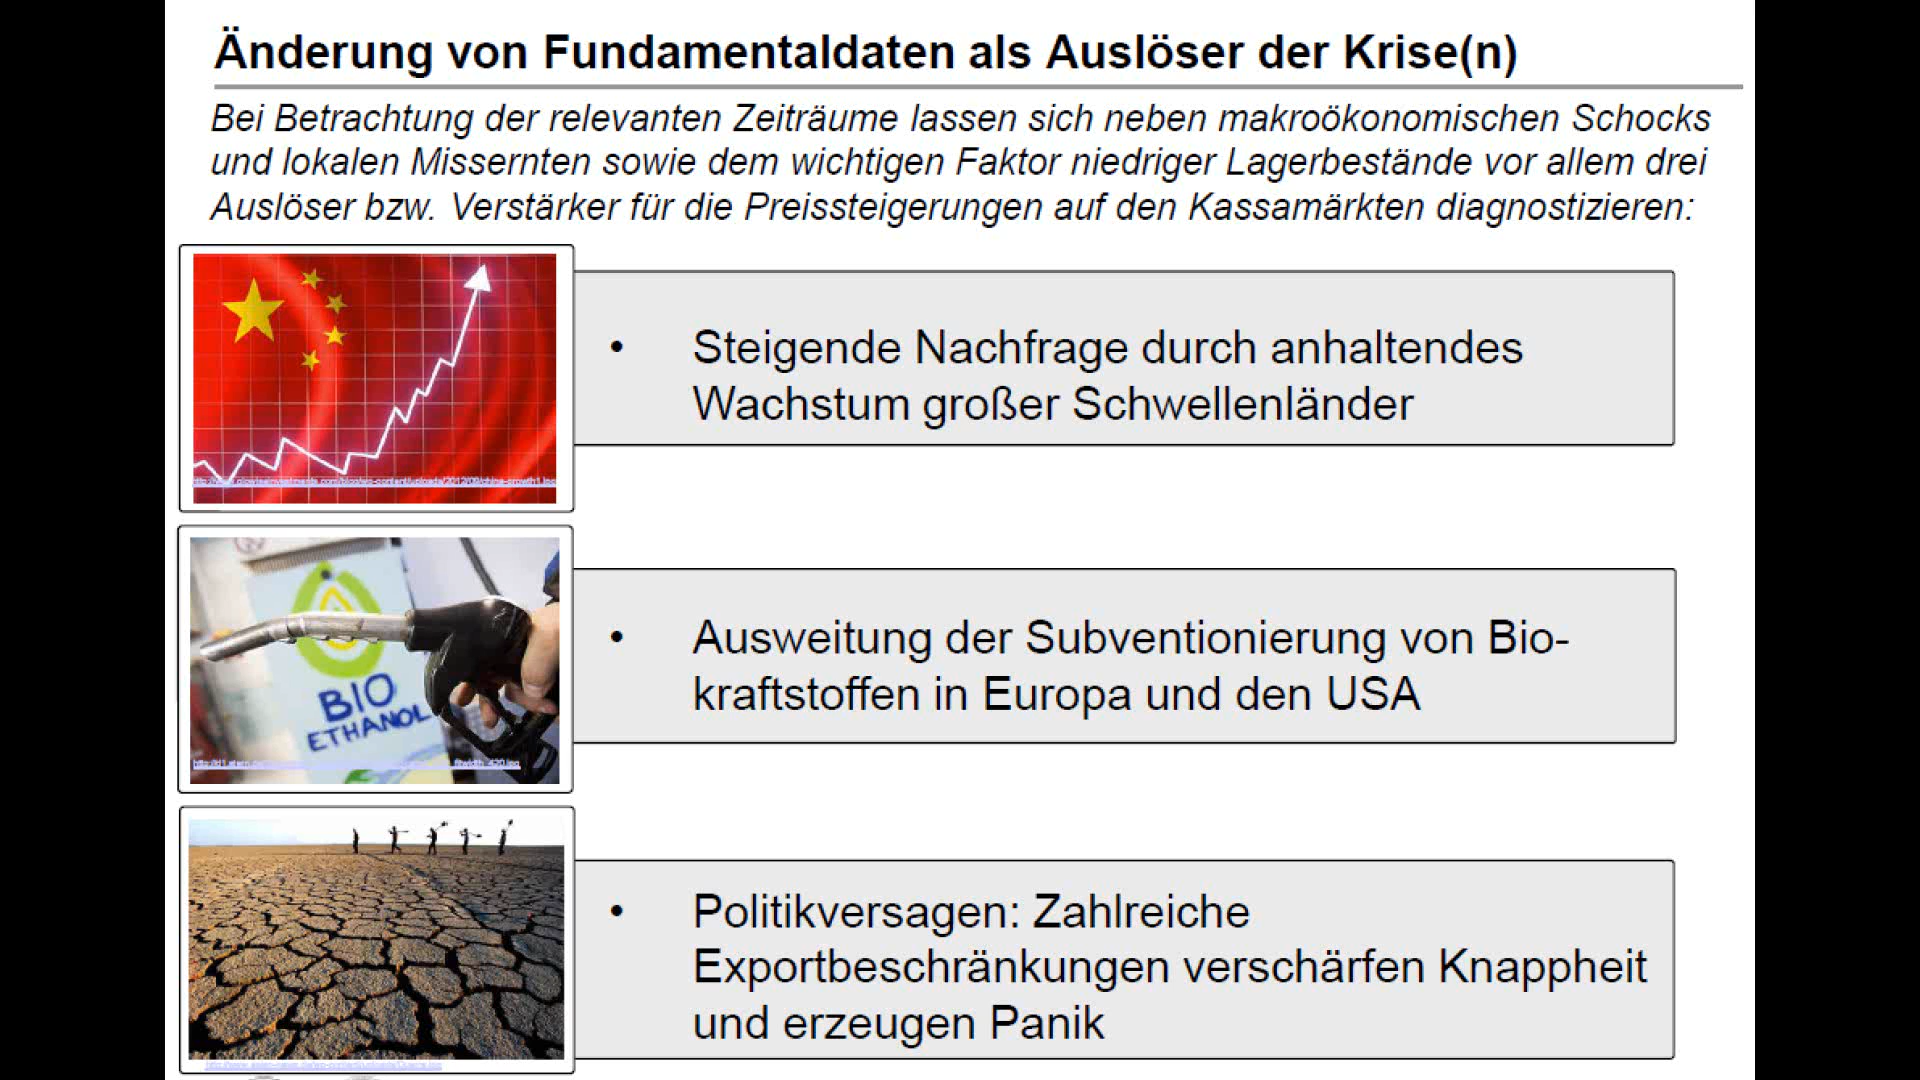 Änderung von Fundamentaldaten als Auslöser der Krise(n)
Bei Betrachtung der relevanten Zeiträume lassen sich neben makroökonomischen Schocks
und lokalen Missernten sowie dem wichtigen Faktor niedriger Lagerbestände vor allem drei
Auslöser bzw. Verstärker für die Preissteigerungen auf den Kassamärkten diagnostizieren:
• Steigende Nachfrage durch anhaltendes
Wachstum großer Schwellenländer
BIO
ETHANOL
• Ausweitung der Subventionierung von Bio-
kraftstoffen in Europa und den USA
• Politikversagen: Zahlreiche
Exportbeschränkungen verschärfen Knappheit
und erzeugen Panik